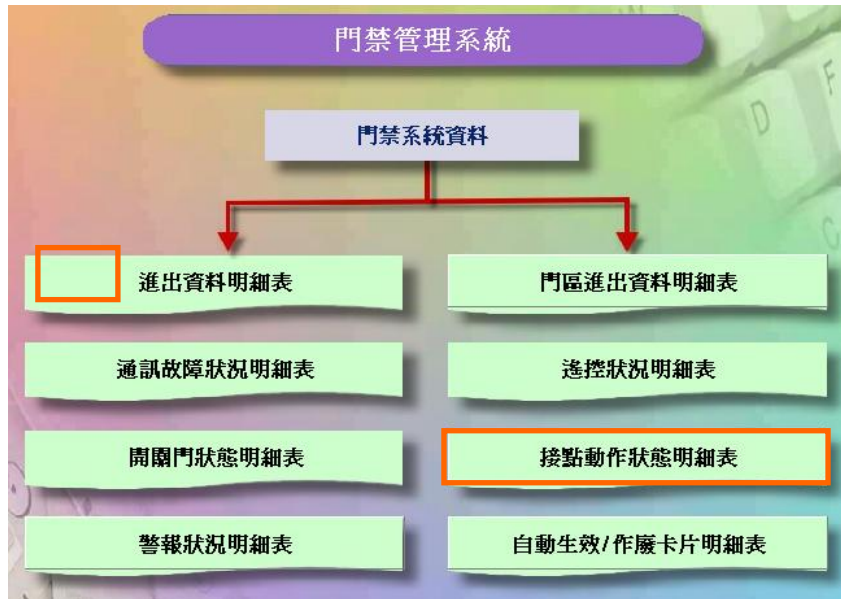 門禁管理系統
門禁系統資料
進出資料明細表
門區進出資料明細表
通訊故障狀況明細表
遙控狀況明細表
開關門狀態明細表
接點動作狀態明細表
警報狀況明細表
自動生效/作廢卡片明細表